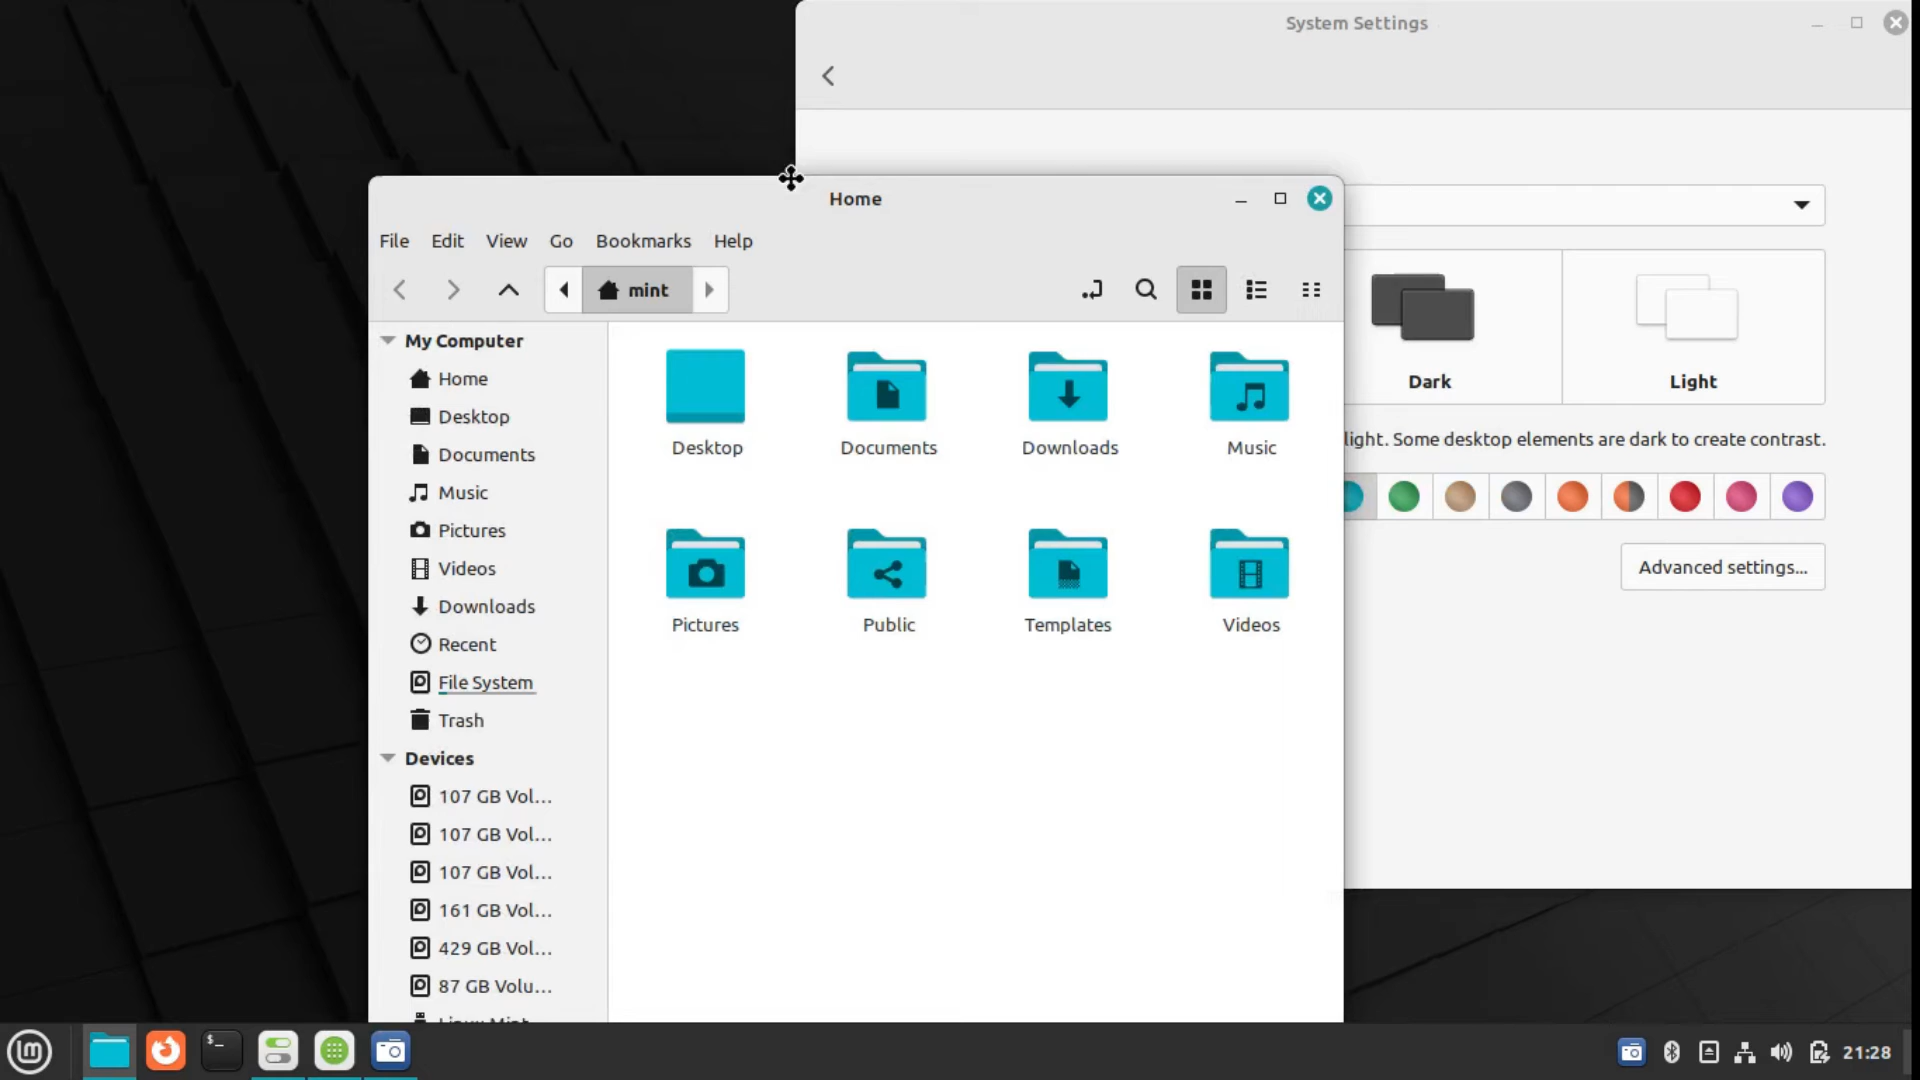 System Settings
Home
File Edit View Go Bookmarks Help
mint
My Computer
Home
Desktop
Documents
Music
Pictures
Videos
Downloads
Recent
File System
Trash
Devices
107 GB Vol...
107 GB Vol...
107 GB Vol...
161 GB Vol...
429 GB Vol...
87 GB Volu...
Desktop Documents Downloads Music
Pictures Public Templates Videos
Dark Light
light. Some desktop elements are dark to create contrast.
Advanced settings...
$_
21:28